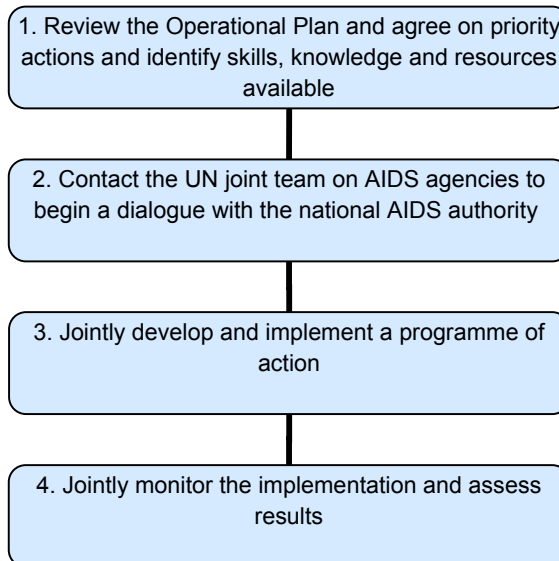 1. Review the Operational Plan and agree on priority
actions and identify skills, knowledge and resources
available
2. Contact the UN joint team on AIDS agencies to
begin a dialogue with the national AIDS authority
3. Jointly develop and implement a programme of
action
4. Jointly monitor the implementation and assess
results